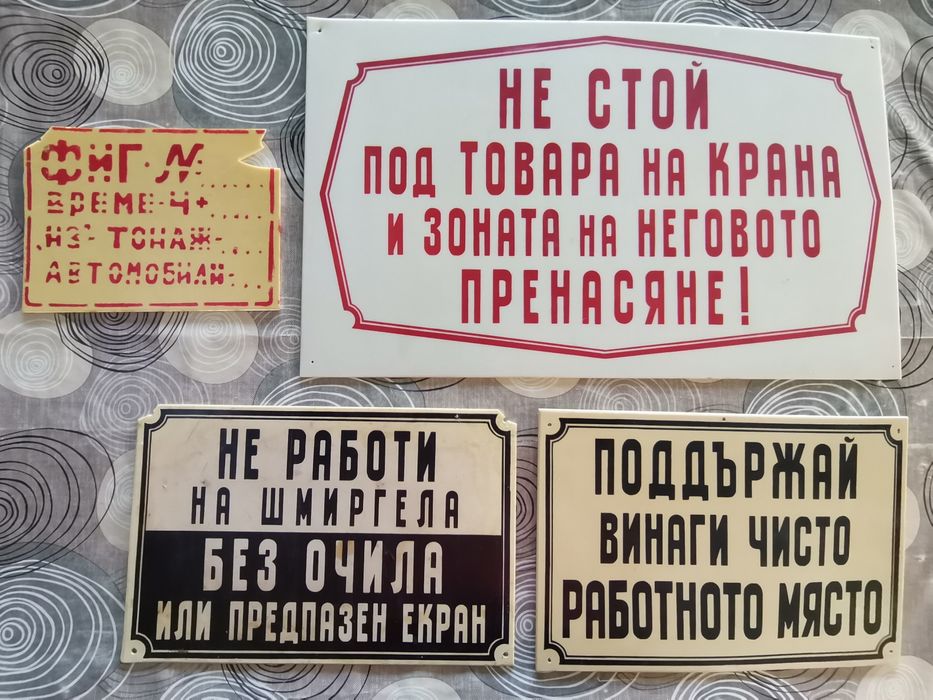 ФИГ. N.......
ВРЕМЕ-Ч+......
"НЗ"- ТОНАЖ-....
АВТОМОБИЛИ-...
НЕ СТОЙ
ПОД ТОВАРА НА КРАНА
И ЗОНАТА НА НЕГОВОТО
ПРЕНАСЯНЕ!
НЕ РАБОТИ
НА ШМИРГЕЛА
БЕЗ ОЧИЛА
ИЛИ ПРЕДПАЗЕН ЕКРАН
ПОДДЪРЖАЙ
ВИНАГИ ЧИСТО
РАБОТНОТО МЯСТО